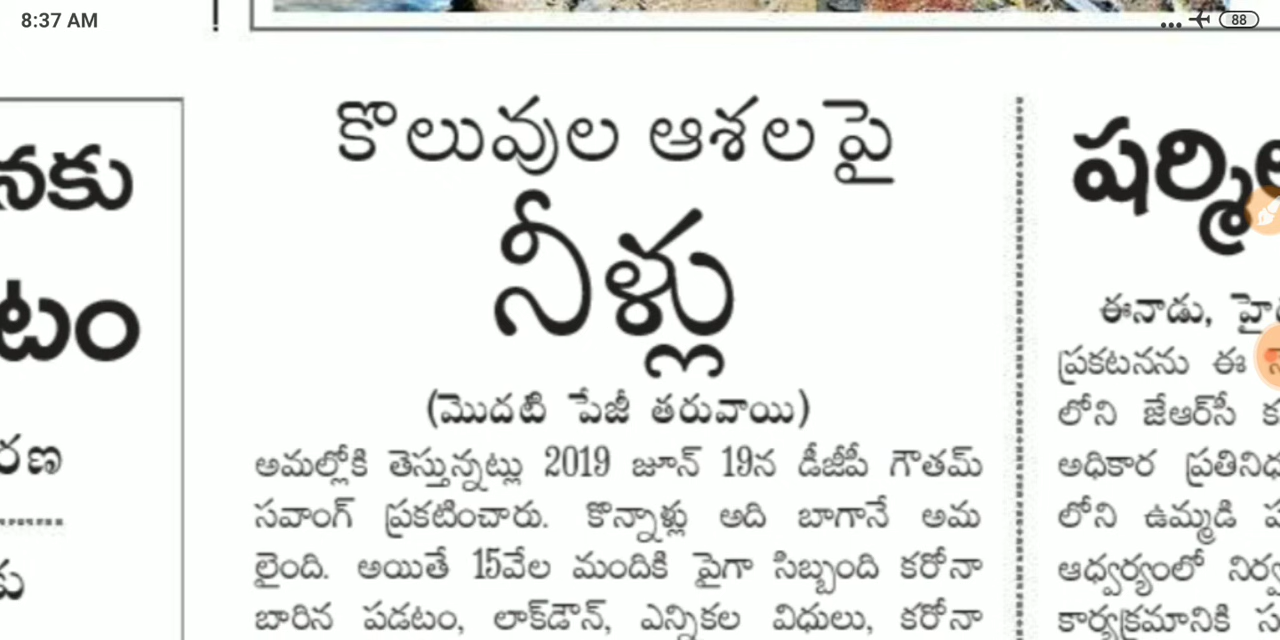 8:37 AM
88
నకు
టం
రణ
కొలువుల ఆశలపై
నీళ్లు
(మొదటి పేజీ తరువాయి)
అమల్లోకి తెస్తున్నట్లు 2019 జూన్ 19న డీజీపీ గౌతమ్
సవాంగ్ ప్రకటించారు. కొన్నాళ్లు అది బాగానే అమ
లైంది. అయితే 15వేల మందికి పైగా సిబ్బంది కరోనా
బారిన పడటం, లాక్‌డౌన్, ఎన్నికల విధులు, కరోనా
షర్మి
ఈనాడు,
ప్రకటనను ఈ
లోని జేఆర్‌సీ
అధికార
లోని ఉమ్మడి
ఆధ్వర్యంలో
కార్యక్రమానికి